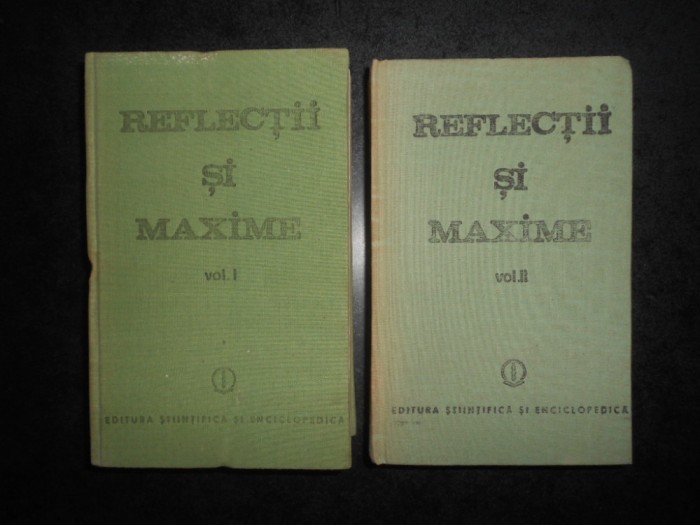 REFLECȚII
ȘI
MAXIME
vol. I
EDITURA ȘTIINȚIFICĂ ȘI ENCICLOPEDICĂ
REFLECȚII
ȘI
MAXIME
vol. II
EDITURA ȘTIINȚIFICĂ ȘI ENCICLOPEDICĂ